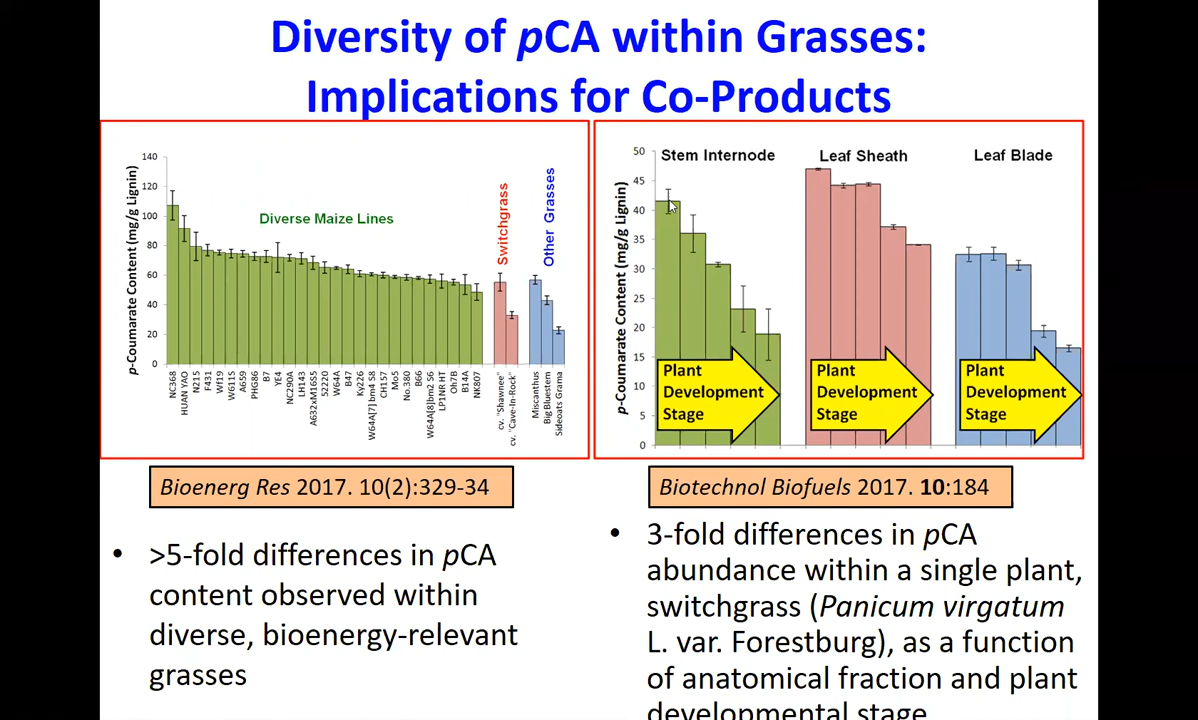 Diversity of pCA within Grasses:
Implications for Co-Products
p-Coumarate Content (mg/g Lignin)
140
120
100
80
60
40
20
0
Diverse Maize Lines
Switchgrass
Other Grasses
NC368
HUAN YAO
N215
F431
Wf19
W611S
A659
PHG86
B7
YE4
NC290A
LH143
A632xM16S5
52220
W64A
B47
Ky226
W64A[7] bm4 S8
CH157
Mo5
No.380
B66
W64A[8]bm2 S6
LP1NR HT
Oh7B
B14A
NK807
cv. "Shawnee"
cv. "Cave-In-Rock"
Miscanthus
Big Bluestem
Sideoats Grama
p-Coumarate Content (mg/g Lignin)
50
45
40
35
30
25
20
15
10
5
0
Stem Internode
Leaf Sheath
Leaf Blade
Plant
Development
Stage
Plant
Development
Stage
Plant
Development
Stage
Bioenerg Res 2017. 10(2):329-34
Biotechnol Biofuels 2017. 10:184
• >5-fold differences in pCA
content observed within
diverse, bioenergy-relevant
grasses
• 3-fold differences in pCA
abundance within a single plant,
switchgrass (Panicum virgatum
L. var. Forestburg), as a function
of anatomical fraction and plant
developmental stage